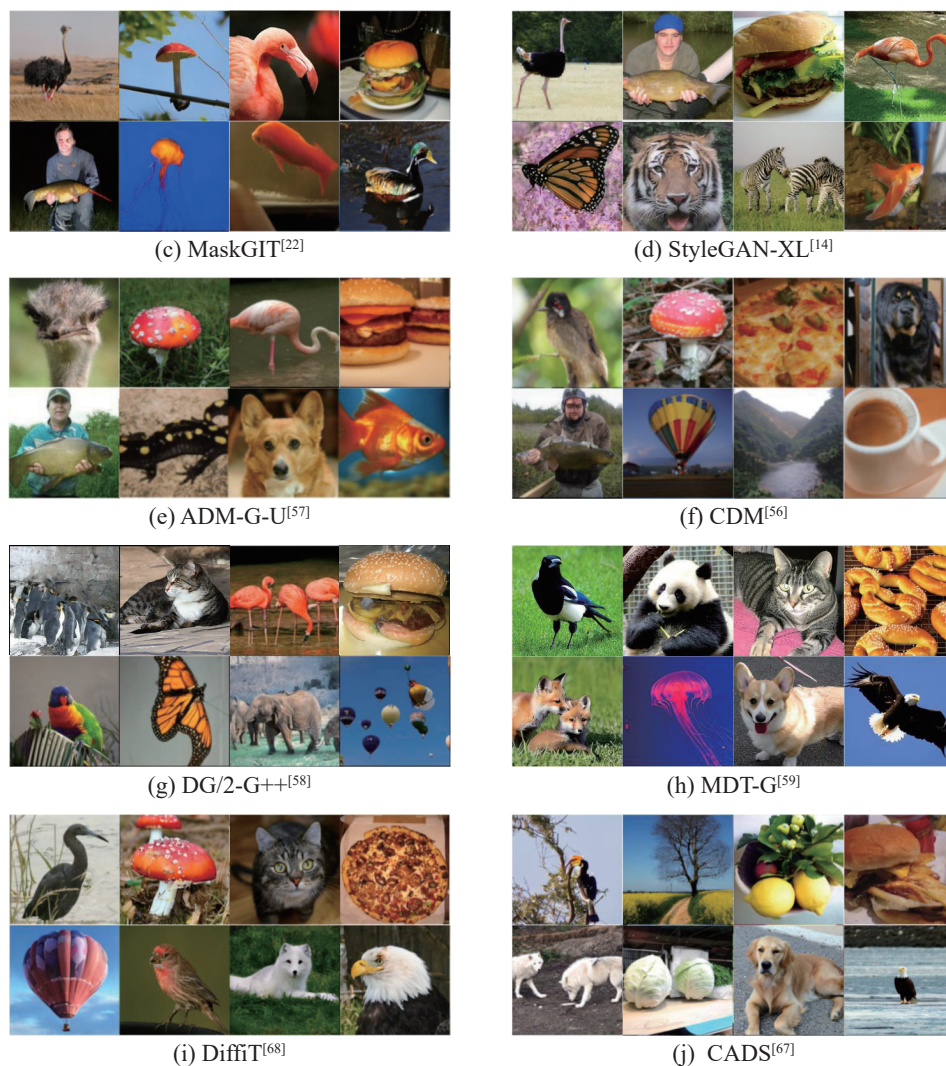 (c) MaskGIT[22]
(d) StyleGAN-XL[14]
(e) ADM-G-U[57]
(f) CDM[56]
(g) DG/2-G++[58]
(h) MDT-G[59]
(i) DiffiT[68]
(j) CADS[67]